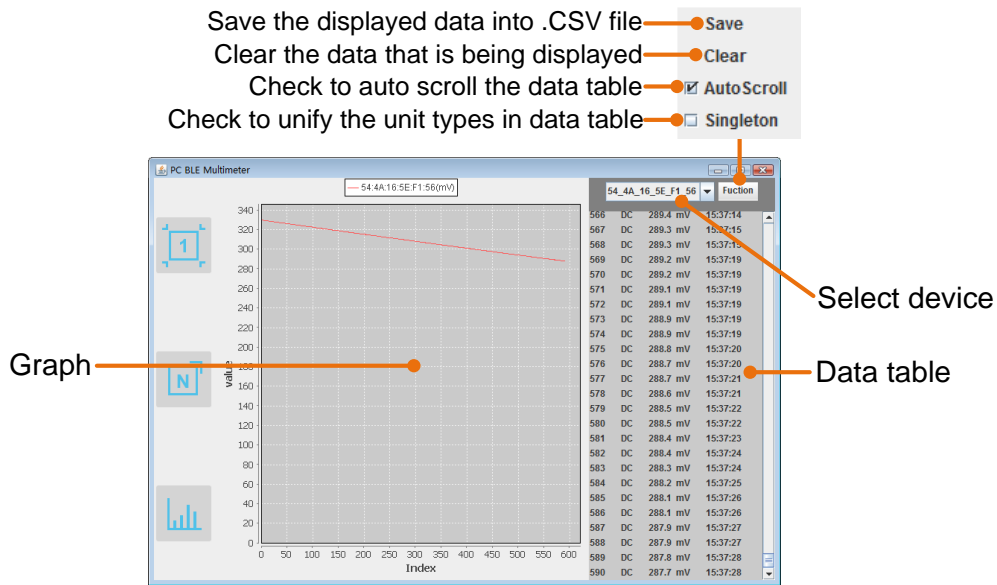 Save the displayed data into .CSV file
Save
Clear the data that is being displayed
Clear
Check to auto scroll the data table
AutoScroll
Check to unify the unit types in data table
Singleton
PC BLE Multimeter
54:4A:16:5E:F1:56(mV)
54_4A_16_5E_F1_56
Fuction
1
N
Graph
Select device
Data table
value
340
320
300
280
260
240
220
200
180
160
140
120
100
80
60
40
20
0
0 50 100 150 200 250 300 350 400 450 500 550 600
Index
566 DC 289.4 mV 15:37:14
567 DC 289.3 mV 15:37:15
568 DC 289.3 mV 15:37:15
569 DC 289.2 mV 15:37:19
570 DC 289.2 mV 15:37:19
571 DC 289.1 mV 15:37:19
572 DC 289.1 mV 15:37:19
573 DC 288.9 mV 15:37:19
574 DC 288.9 mV 15:37:19
575 DC 288.8 mV 15:37:20
576 DC 288.7 mV 15:37:20
577 DC 288.7 mV 15:37:21
578 DC 288.6 mV 15:37:21
579 DC 288.5 mV 15:37:22
580 DC 288.5 mV 15:37:22
581 DC 288.4 mV 15:37:23
582 DC 288.4 mV 15:37:24
583 DC 288.3 mV 15:37:24
584 DC 288.2 mV 15:37:25
585 DC 288.1 mV 15:37:26
586 DC 288.1 mV 15:37:26
587 DC 287.9 mV 15:37:27
588 DC 287.9 mV 15:37:27
589 DC 287.8 mV 15:37:28
590 DC 287.7 mV 15:37:28